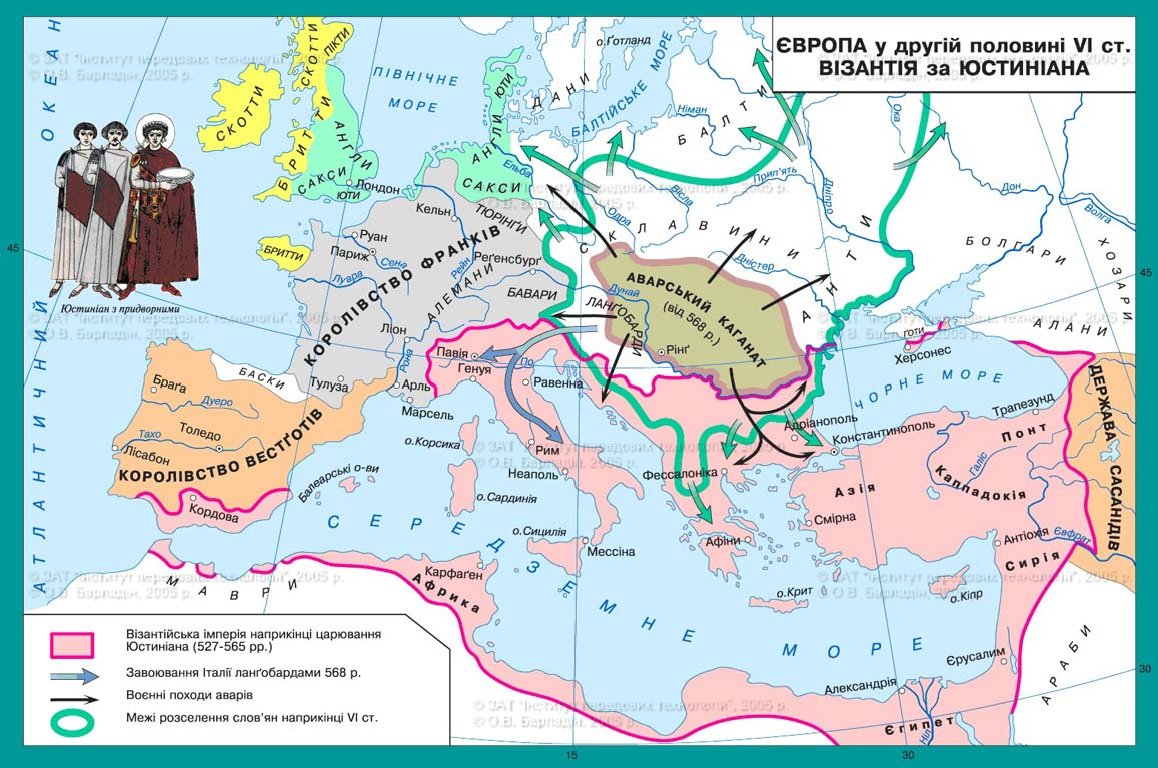 ЄВРОПА у другій половині VI ст.
ВІЗАНТІЯ за ЮСТИНІАНА
© ЗАТ "Інститут передових технологій", 2005 р.
© О.В. Барладін, 2005 р.
АТЛАНТИЧНИЙ ОКЕАН
ПІВНІЧНЕ
МОРЕ
БАЛТІЙСЬКЕ МОРЕ
о.Ґотланд
СКОТТИ
СКОТТИ
ПІКТИ
БРИТТИ
АНГЛИ
САКСИ
ЮТИ
Лондон
ЮТИ
АНГЛИ
САКСИ
ДАНИ
БАЛТИ
Німан
Ока
Ельба
Одра
Вісла
Прип'ять
Дніпро
Дон
Волга
Дністер
СКЛАВИНИ
АНТИ
БОЛГАРИ
ХОЗАРИ
АЛАНИ
45
45
Юстиніан з придворними
БРИТТИ
Кельн
ТЮРІНГИ
Руан
Париж
Сена
Луара
Рейн
Реґенсбурґ
КОРОЛІВСТВО ФРАНКІВ
АЛЕМАНИ
БАВАРИ
Ліон
Рона
Тулуза
Арль
Марсель
БАСКИ
Дунай
ЛАНҐОБАРДИ
АВАРСЬКИЙ КАГАНАТ
(від 568 р.)
Рінґ
готи
Херсонес
ЧОРНЕ МОРЕ
Павія
По
Генуя
Равенна
Рим
Неаполь
о.Корсика
о.Сардинія
о.Сицилія
Мессіна
Балеарські о-ви
Браґа
Дуеро
Тахо
Толедо
Лісабон
КОРОЛІВСТВО ВЕСТҐОТІВ
Кордова
МАВРИ
Карфаґен
Африка
СЕРЕДЗЕМНЕ МОРЕ
Адріанополь
Константинополь
Фессалоніка
Афіни
Смірна
Азія
Каппадокія
Галіс
Понт
Трапезунд
ДЕРЖАВА САСАНІДІВ
Антіохія
Євфрат
Сирія
о.Крит
о.Кіпр
Єрусалим
АРАБИ
Александрія
Єгипет
Ніл
30
15
30
Візантійська імперія наприкінці царювання
Юстиніана (527-565 рр.)
Завоювання Італії ланґобардами 568 р.
Воєнні походи аварів
Межі розселення слов'ян наприкінці VI ст.